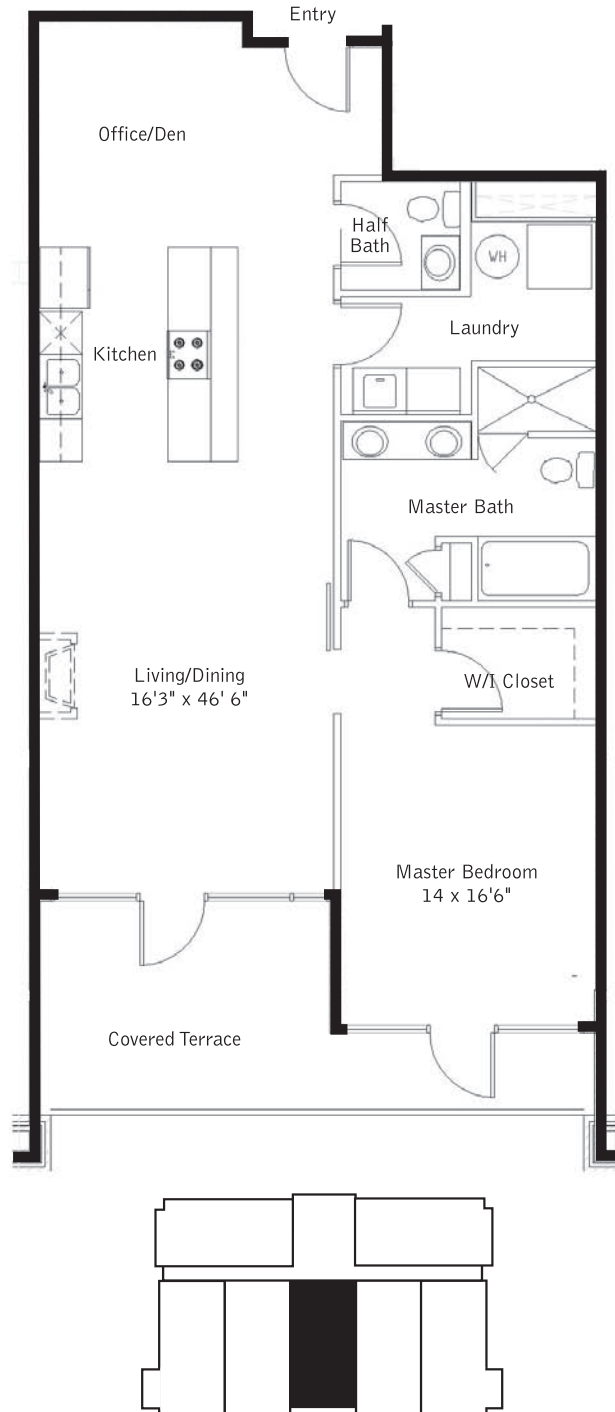 Entry
Office/Den
Half
Bath
WH
Kitchen
Laundry
Master Bath
Living/Dining
16'3" x 46' 6"
W/I Closet
Master Bedroom
14 x 16'6"
Covered Terrace